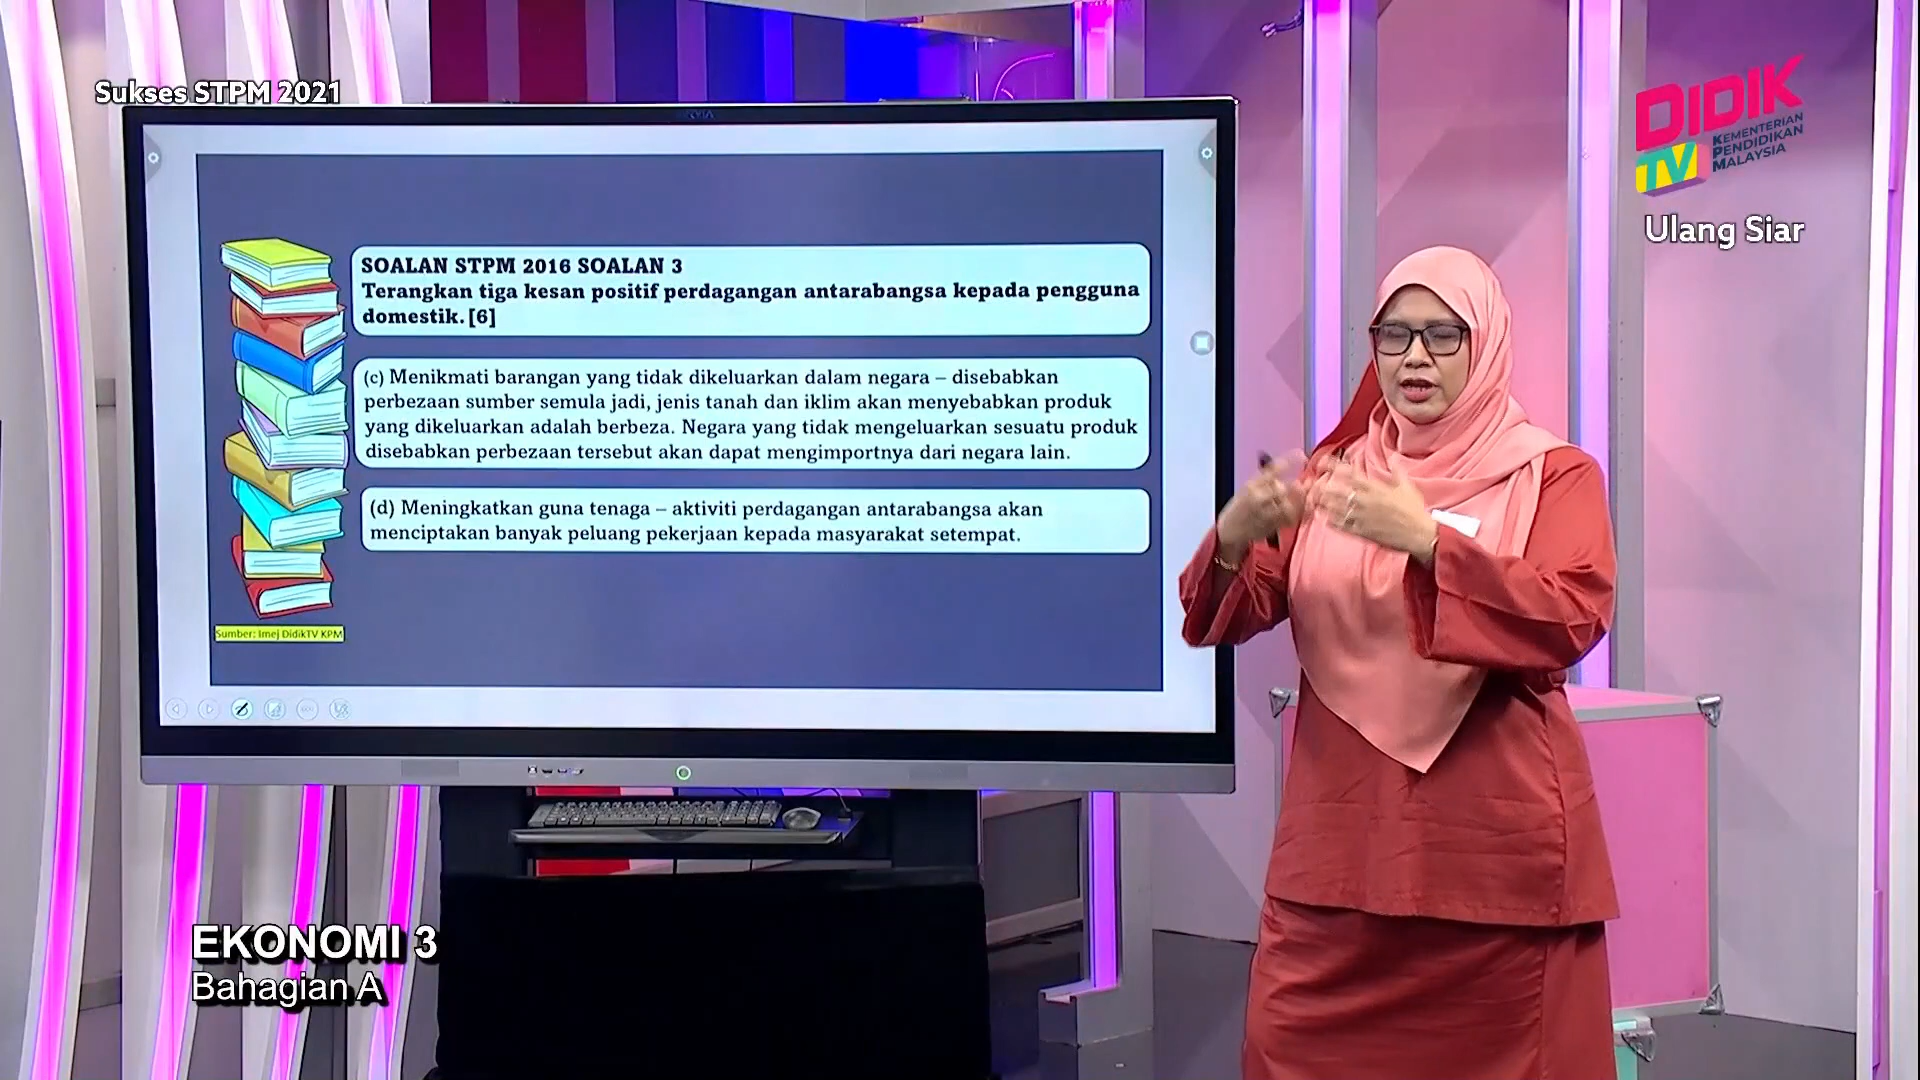 Sukses STPM 2021
DIDIK
TV
KEMENTERIAN
PENDIDIKAN
MALAYSIA
Ulang Siar
SOALAN STPM 2016 SOALAN 3
Terangkan tiga kesan positif perdagangan antarabangsa kepada pengguna
domestik.[6]
(c) Menikmati barangan yang tidak dikeluarkan dalam negara – disebabkan
perbezaan sumber semula jadi, jenis tanah dan iklim akan menyebabkan produk
yang dikeluarkan adalah berbeza. Negara yang tidak mengeluarkan sesuatu produk
disebabkan perbezaan tersebut akan dapat mengimportnya dari negara lain.
(d) Meningkatkan guna tenaga – aktiviti perdagangan antarabangsa akan
menciptakan banyak peluang pekerjaan kepada masyarakat setempat.
Sumber: Imej DidikTV KPM
EKONOMI 3
Bahagian A